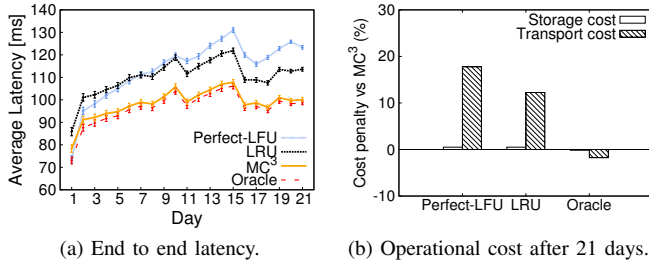 Average Latency [ms]
140
130
120
110
100
90
80
70
60
Perfect-LFU
LRU
MC³
Oracle
1 3 5 7 9 11 13 15 17 19 21
Day
(a) End to end latency.
Cost penalty vs MC³ (%)
30
20
10
0
-10
Storage cost
Transport cost
Perfect-LFU LRU Oracle
(b) Operational cost after 21 days.